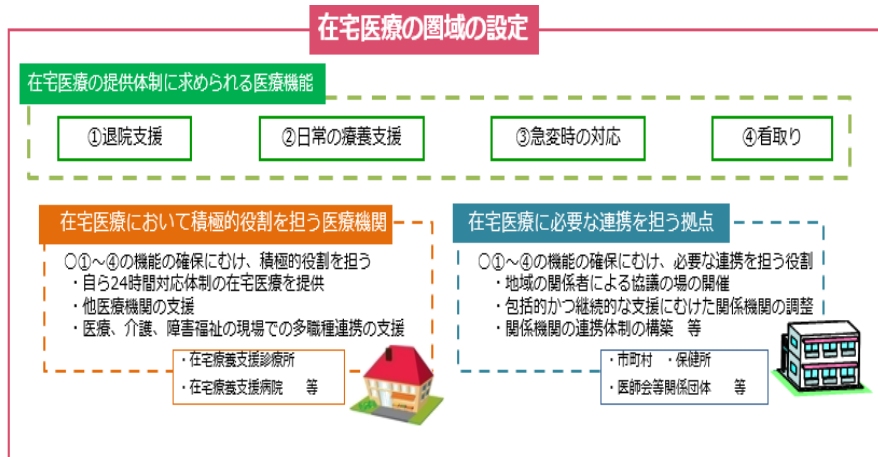 在宅医療の圏域の設定
在宅医療の提供体制に求められる医療機能
①退院支援
②日常の療養支援
③急変時の対応
④看取り
在宅医療において積極的役割を担う医療機関
○①～④の機能の確保にむけ、積極的役割を担う
・自ら24時間対応体制の在宅医療を提供
・他医療機関の支援
・医療、介護、障害福祉の現場での多職種連携の支援
・在宅療養支援診療所
・在宅療養支援病院 等
在宅医療に必要な連携を担う拠点
○①～④の機能の確保にむけ、必要な連携を担う役割
・地域の関係者による協議の場の開催
・包括的かつ継続的な支援にむけた関係機関の調整
・関係機関の連携体制の構築 等
・市町村 ・保健所
・医師会等関係団体 等